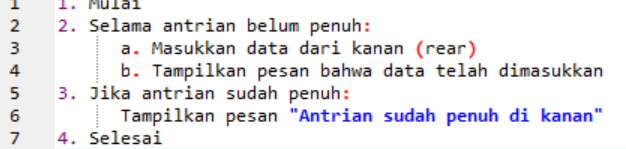 1 1. Mulai
2 2. Selama antrian belum penuh:
3 a. Masukkan data dari kanan (rear)
4 b. Tampilkan pesan bahwa data telah dimasukkan
5 3. Jika antrian sudah penuh:
6 Tampilkan pesan "Antrian sudah penuh di kanan"
7 4. Selesai